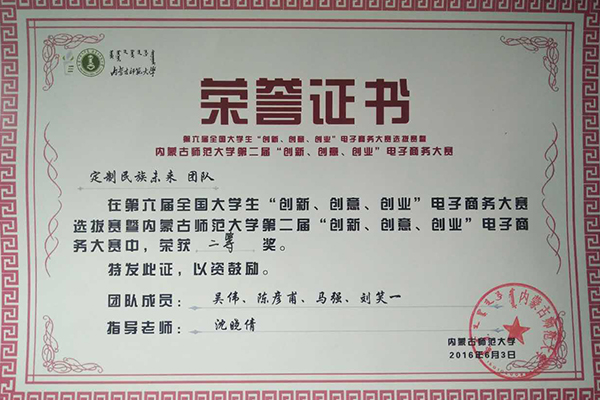 内蒙古师范大学
荣誉证书
第六届全国大学生“创新、创意、创业”电子商务大赛选拔赛暨
内蒙古师范大学第二届“创新、创意、创业”电子商务大赛
定制民族未来 团队
在第六届全国大学生“创新、创意、创业”电子商务大赛
选拔赛暨内蒙古师范大学第二届“创新、创意、创业”电子商
务大赛中，荣获 二等 奖。
特发此证，以资鼓励。
团队成员： 吴伟、陈彦甫、马强、刘笑一
指导老师： 沈晓倩
内蒙古师范大学
内蒙古师范大学
2016年6月3日